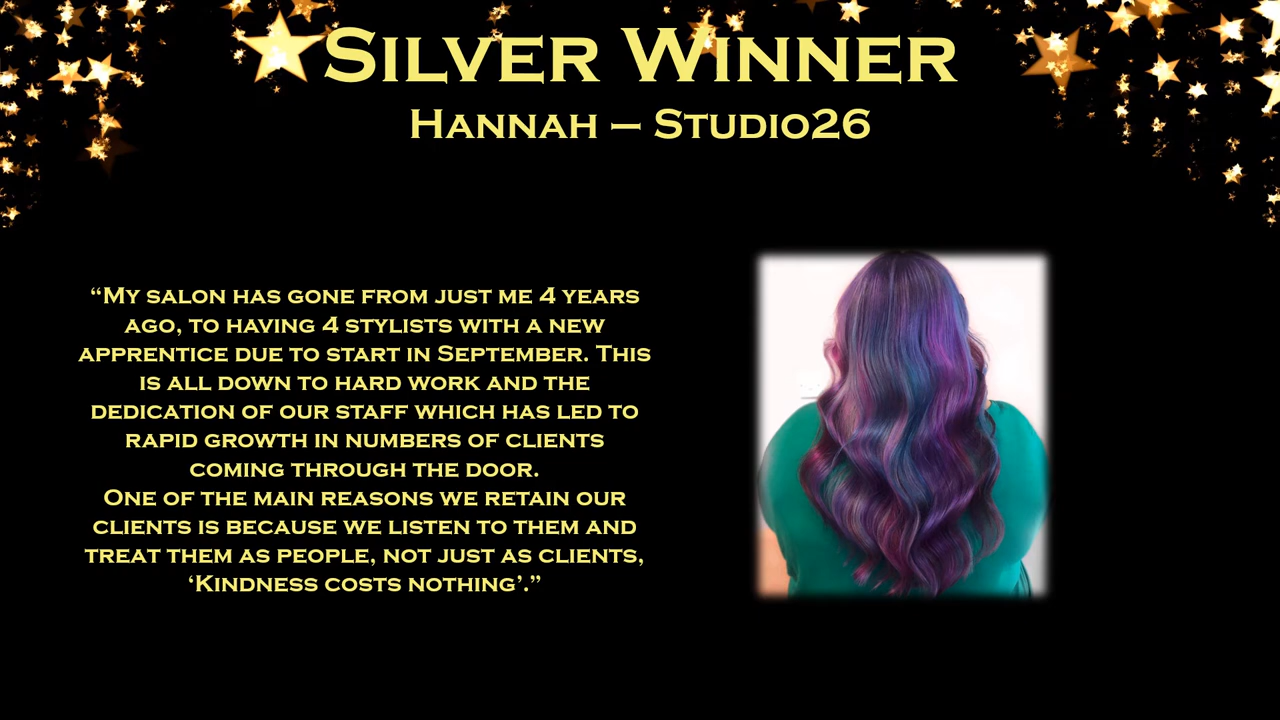 Silver Winner
Hannah – Studio26
“My salon has gone from just me 4 years
ago, to having 4 stylists with a new
apprentice due to start in September. This
is all down to hard work and the
dedication of our staff which has led to
rapid growth in numbers of clients
coming through the door.
One of the main reasons we retain our
clients is because we listen to them and
treat them as people, not just as clients,
‘Kindness costs nothing’.”